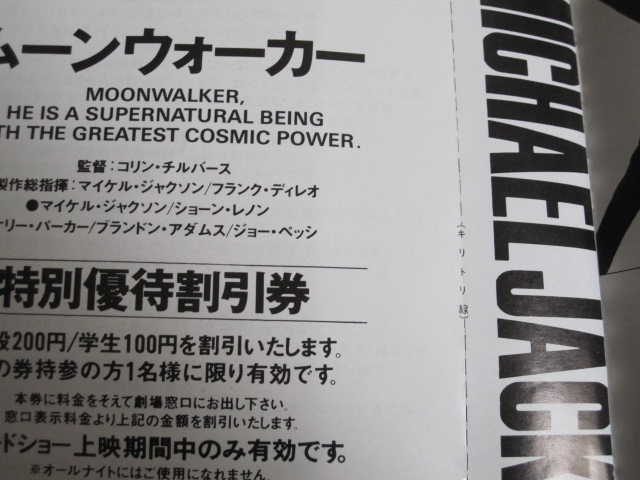 ムーンウォーカー
MOONWALKER,
HE IS A SUPERNATURAL BEING
TH THE GREATEST COSMIC POWER.
監督：コリン・チルバース
製作総指揮：マイケル・ジャクソン/フランク・ディレオ
●マイケル・ジャクソン/ショーン・レノン
リー・パーカー/ブランドン・アダムス/ジョー・ペッシ
特別優待割引券
200円/学生100円を割引いたします。
の券持参の方1名様に限り有効です。
本券に料金をそえて劇場窓口にお出し下さい。
窓口表示料金より上記の金額を割引いたします。
ドショー上映期間中のみ有効です。
※オールナイトにはご使用になれません。
(キリトリ線)
MICHAEL JACK